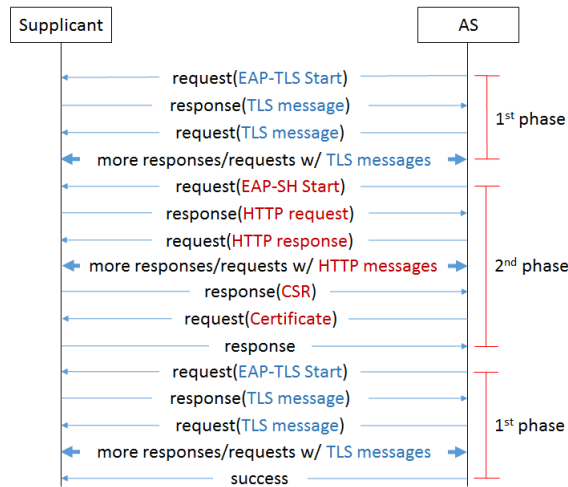 Supplicant
AS
request(EAP-TLS Start)
response(TLS message)
request(TLS message)
1st phase
more responses/requests w/ TLS messages
request(EAP-SH Start)
response(HTTP request)
request(HTTP response)
more responses/requests w/ HTTP messages
2nd phase
response(CSR)
request(Certificate)
response
request(EAP-TLS Start)
response(TLS message)
request(TLS message)
1st phase
more responses/requests w/ TLS messages
success